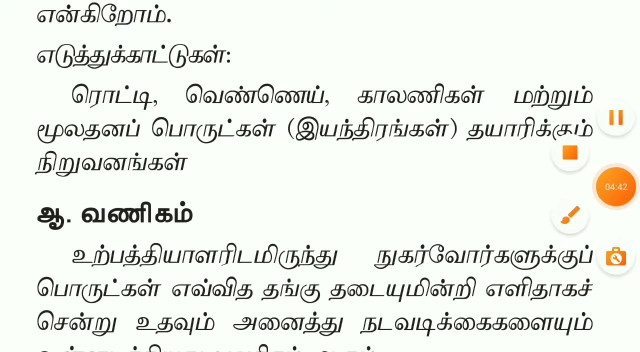 என்கிறோம்.
எடுத்துக்காட்டுகள்:
ரொட்டி, வெண்ணெய், காலணிகள் மற்றும்
மூலதனப் பொருட்கள் (இயந்திரங்கள்) தயாரிக்கும்
நிறுவனங்கள்
04:42
ஆ. வணிகம்
உற்பத்தியாளரிடமிருந்து நுகர்வோர்களுக்குப்
பொருட்கள் எவ்வித தங்கு தடையுமின்றி எளிதாகச்
சென்று உதவும் அனைத்து நடவடிக்கைகளையும்